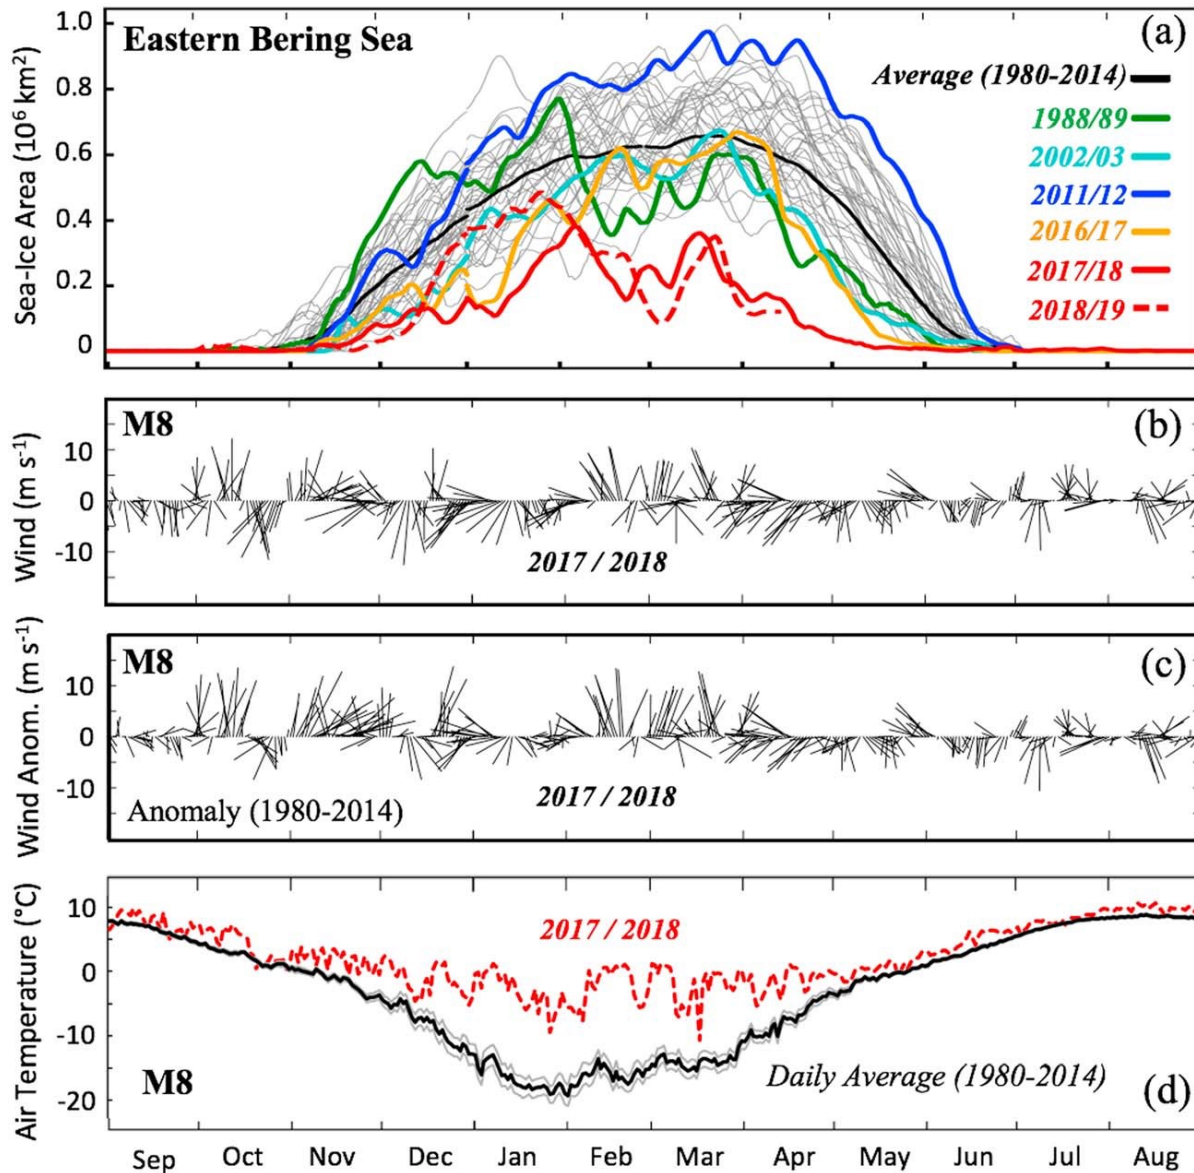 Eastern Bering Sea
(a)
Sea-Ice Area (10⁶ km²)
1.0
0.8
0.6
0.4
0.2
0
Average (1980-2014)
1988/89
2002/03
2011/12
2016/17
2017/18
2018/19
M8
(b)
Wind (m s⁻¹)
10
0
-10
2017 / 2018
M8
(c)
Wind Anom. (m s⁻¹)
10
0
-10
2017 / 2018
Anomaly (1980-2014)
Air Temperature (°C)
10
0
-10
-20
2017 / 2018
M8
Daily Average (1980-2014)
(d)
Sep Oct Nov Dec Jan Feb Mar Apr May Jun Jul Aug